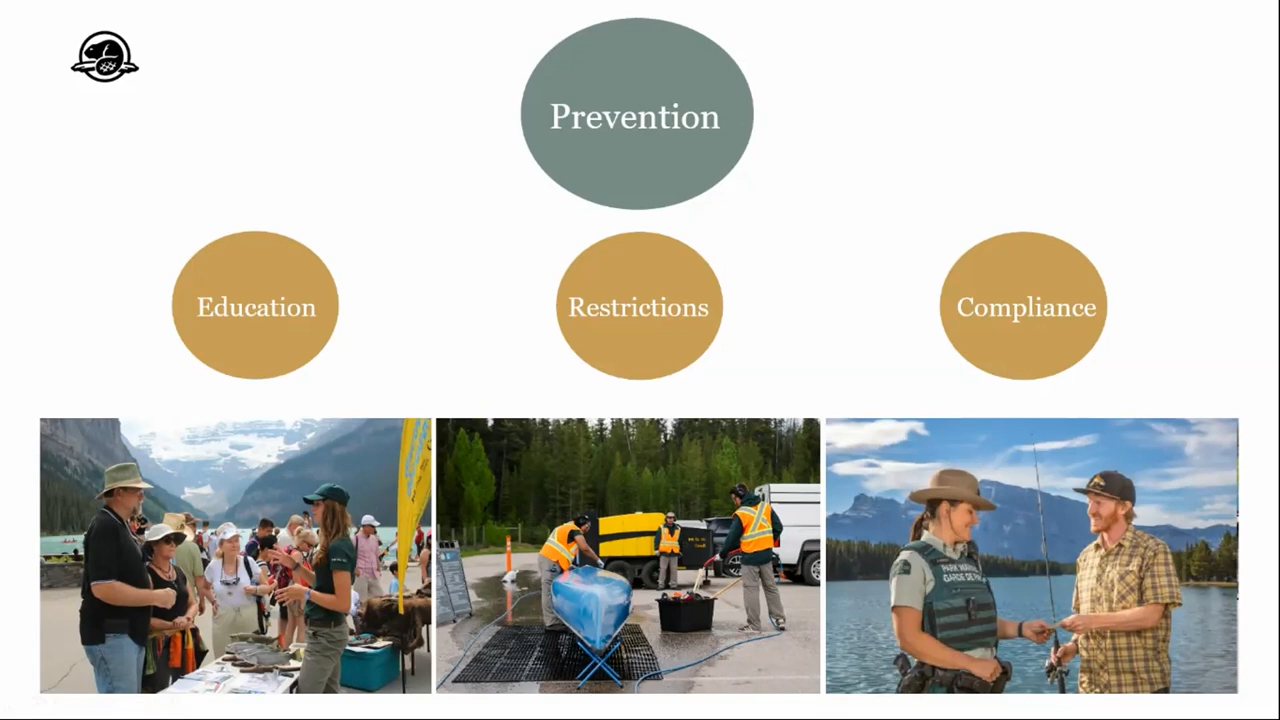 Prevention
Education
Restrictions
Compliance
PARK WARDEN
GARDE DE PARC